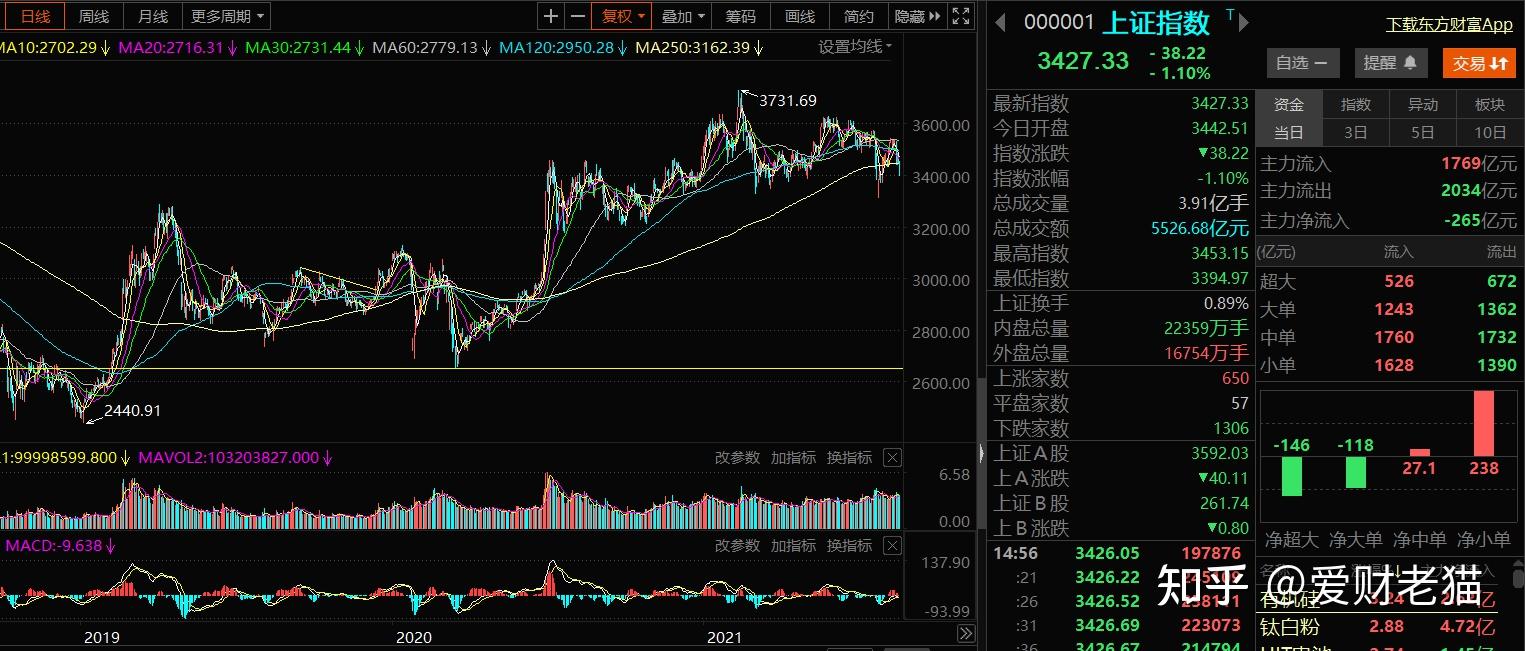 日线 周线 月线 更多周期
复权 叠加 筹码 画线 简约 隐藏
MA10:2702.29↓ MA20:2716.31↓ MA30:2731.44↓ MA60:2779.13↓ MA120:2950.28↓ MA250:3162.39↓ 设置均线
3731.69
2440.91
3600.00
3400.00
3200.00
3000.00
2800.00
2600.00
1:99998599.800↓ MAVOL2:103203827.000↓ 改参数 加指标 换指标
6.58
0.00
MACD:-9.638↓ 改参数 加指标 换指标
137.90
-93.99
2019 2020 2021
000001 上证指数 T
下载东方财富App
3427.33 -38.22
-1.10%
自选 提醒 交易
最新指数 3427.33
今日开盘 3442.51
指数涨跌 ▼38.22
指数涨幅 -1.10%
总成交量 3.91亿手
总成交额 5526.68亿元
最高指数 3453.15
最低指数 3394.97
上证换手 0.89%
内盘总量 22359万手
外盘总量 16754万手
上涨家数 650
平盘家数 57
下跌家数 1306
上证A股 3592.03
上A涨跌 ▼40.11
上证B股 261.74
上B涨跌 ▼0.80
14:56 3426.05 197876
:21 3426.22
:26 3426.52 238111
:31 3426.69 223073
:36 3426.67 214794
资金 指数 异动 板块
当日 3日 5日 10日
主力流入 1769亿元
主力流出 2034亿元
主力净流入 -265亿元
(亿元) 流入 流出
超大 526 672
大单 1243 1362
中单 1760 1732
小单 1628 1390
-146 -118 27.1 238
净超大 净大单 净中单 净小单
有机硅
钛白粉 2.88 4.72亿
知乎 @爱财老猫